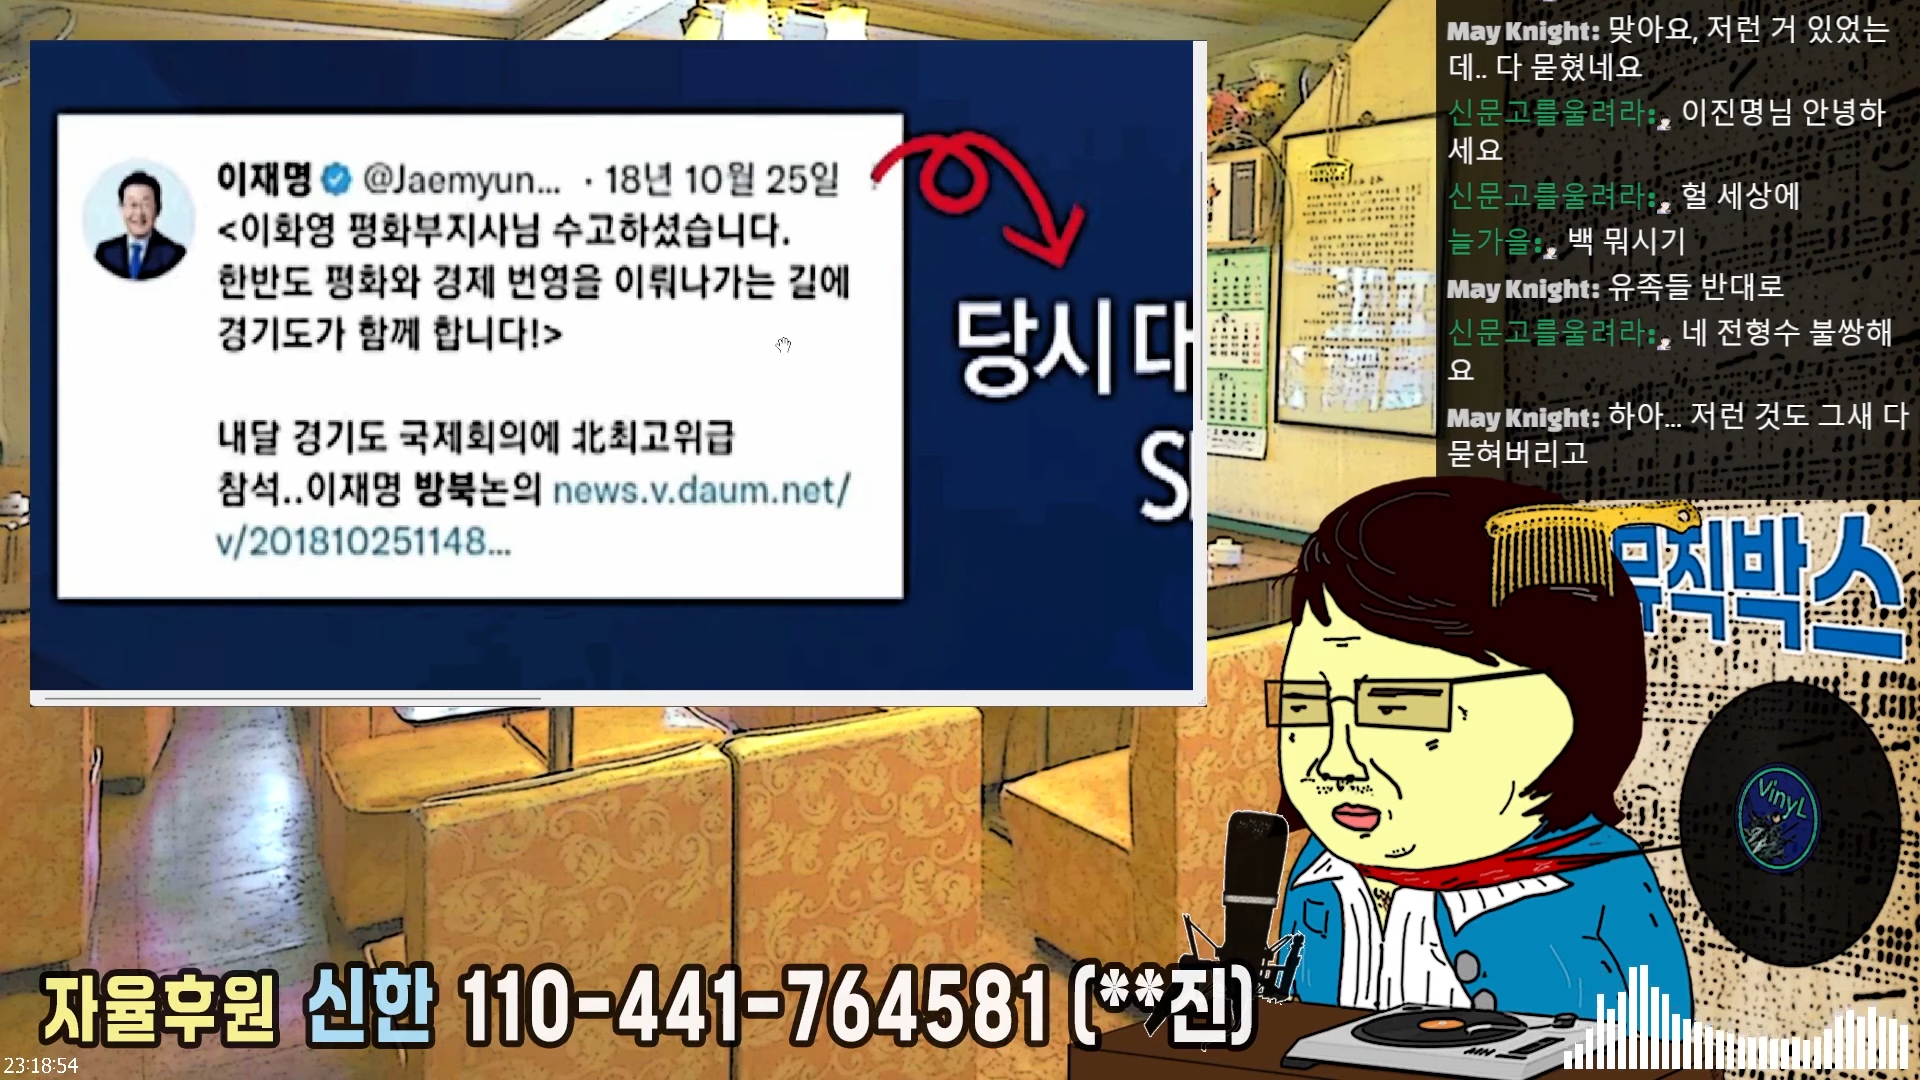 이재명 @Jaemyun... · 18년 10월 25일
<이화영 평화부지사님 수고하셨습니다.
한반도 평화와 경제 번영을 이뤄나가는 길에
경기도가 함께 합니다!>
내달 경기도 국제회의에 北최고위급
참석..이재명 방북논의 news.v.daum.net/
v/201810251148...
당시 대
May Knight: 맞아요, 저런 거 있었는
데.. 다 묻혔네요
신문고를울려라: 이진명님 안녕하
세요
신문고를울려라: 헐 세상에
늘가을: 백 뭐시기
May Knight: 유족들 반대로
신문고를울려라: 네 전형수 불쌍해
요
May Knight: 하아... 저런 것도 그새 다
묻혀버리고
뮤직박스
VinyL
자율후원 신한 110-441-764581 (**진)
23:18:54